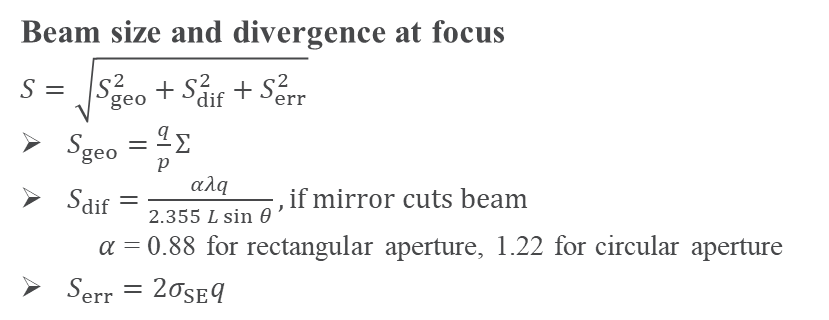 Beam size and divergence at focus
S = √(S²geo + S²dif + S²err)
➤ Sgeo = q/p Σ
➤ Sdif = αλq / 2.355 L sin θ , if mirror cuts beam
α = 0.88 for rectangular aperture, 1.22 for circular aperture
➤ Serr = 2σSEq